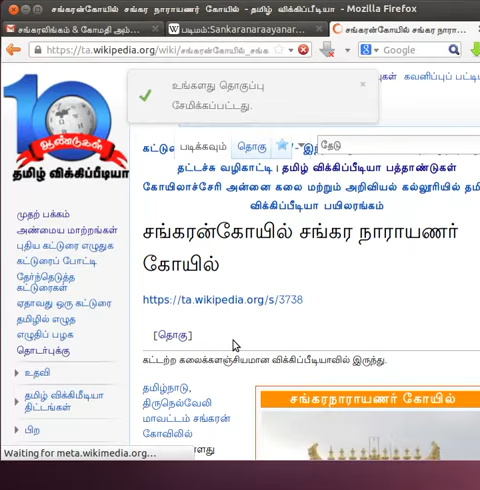 சங்கரன்கோயில் சங்கர நாராயணர் கோயில் - தமிழ் விக்கிப்பீடியா - Mozilla Firefox
சங்கரலிங்கம் & கோமதி அம்...
படிமம்:Sankaranaraayanar...
சங்கரன்கோயில் சங்கர நாரா...
https://ta.wikipedia.org/wiki/சங்கரன்கோயில்_சங்க
Google
உங்களது தொகுப்பு
சேமிக்கப்பட்டது.
கவனிப்புப் பட்டி
படிக்கவும்
தொகு
தேடு
தட்டச்சு வழிகாட்டி | தமிழ் விக்கிப்பீடியா பத்தாண்டுகள்
கோயிலாச்சேரி அன்னை கலை மற்றும் அறிவியல் கல்லூரியில் தமி
விக்கிப்பீடியா பயிலரங்கம்
10
ஆண்டுகள்
தமிழ் விக்கிப்பீடியா
முதற் பக்கம்
அண்மைய மாற்றங்கள்
புதிய கட்டுரை எழுதுக
கட்டுரைப் போட்டி
தேர்ந்தெடுத்த
கட்டுரைகள்
ஏதாவது ஒரு கட்டுரை
தமிழில் எழுத
எழுதிப் பழக
தொடர்புக்கு
உதவி
தமிழ் விக்கிமீடியா
திட்டங்கள்
பிற
சங்கரன்கோயில் சங்கர நாராயணர்
கோயில்
https://ta.wikipedia.org/s/3738
[தொகு]
கட்டற்ற கலைக்களஞ்சியமான விக்கிப்பீடியாவில் இருந்து.
தமிழ்நாடு,
திருநெல்வேலி
மாவட்டம் சங்கரன்
கோவிலில்
சங்கரநாராயணர் கோயில்
Waiting for meta.wikimedia.org...